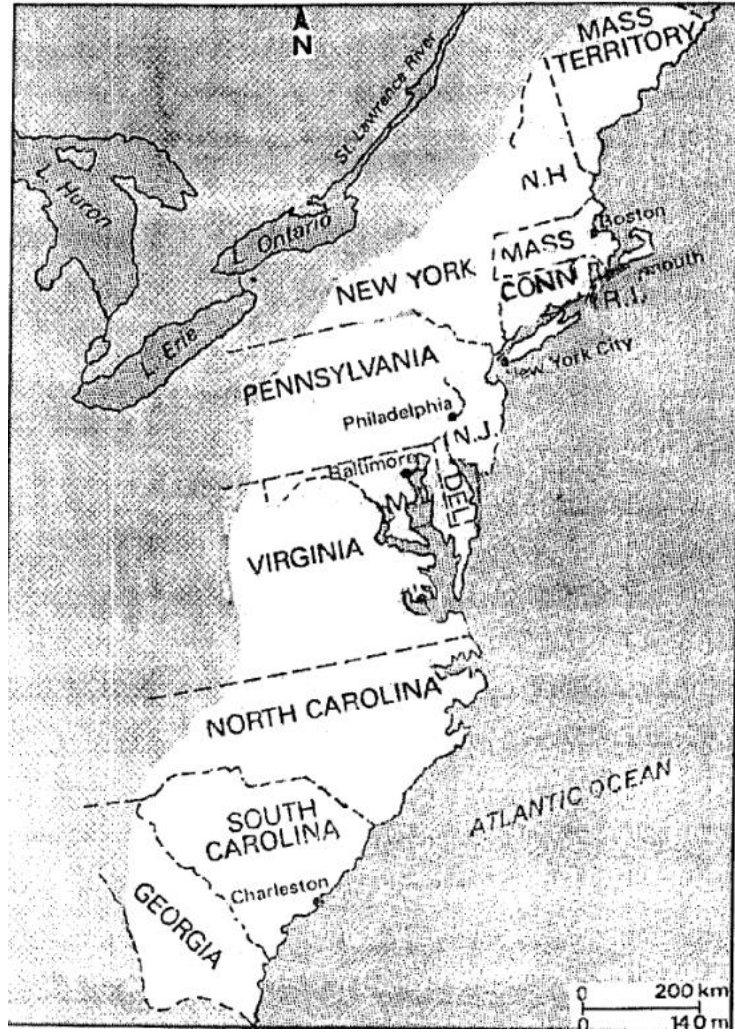 MASS
TERRITORY
N
St. Lawrance River
L. Huron
L. Ontario
N.H
Boston
MASS
NEW YORK
CONN
R.I.
L. Erie
New York City
PENNSYLVANIA
Philadelphia
N.J.
Baltimore
DEL
M
VIRGINIA
NORTH CAROLINA
ATLANTIC OCEAN
SOUTH
CAROLINA
Charleston
GEORGIA
0 200 km
0 140 m